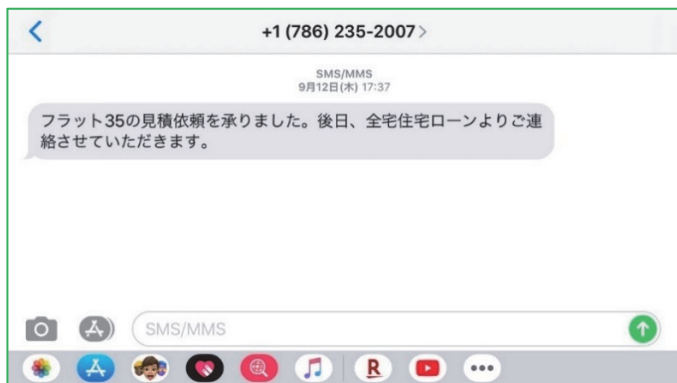 +1 (786) 235-2007
SMS/MMS
9月12日(木) 17:37
フラット35の見積依頼を承りました。後日、全宅住宅ローンよりご連
絡させていただきます。
SMS/MMS
R